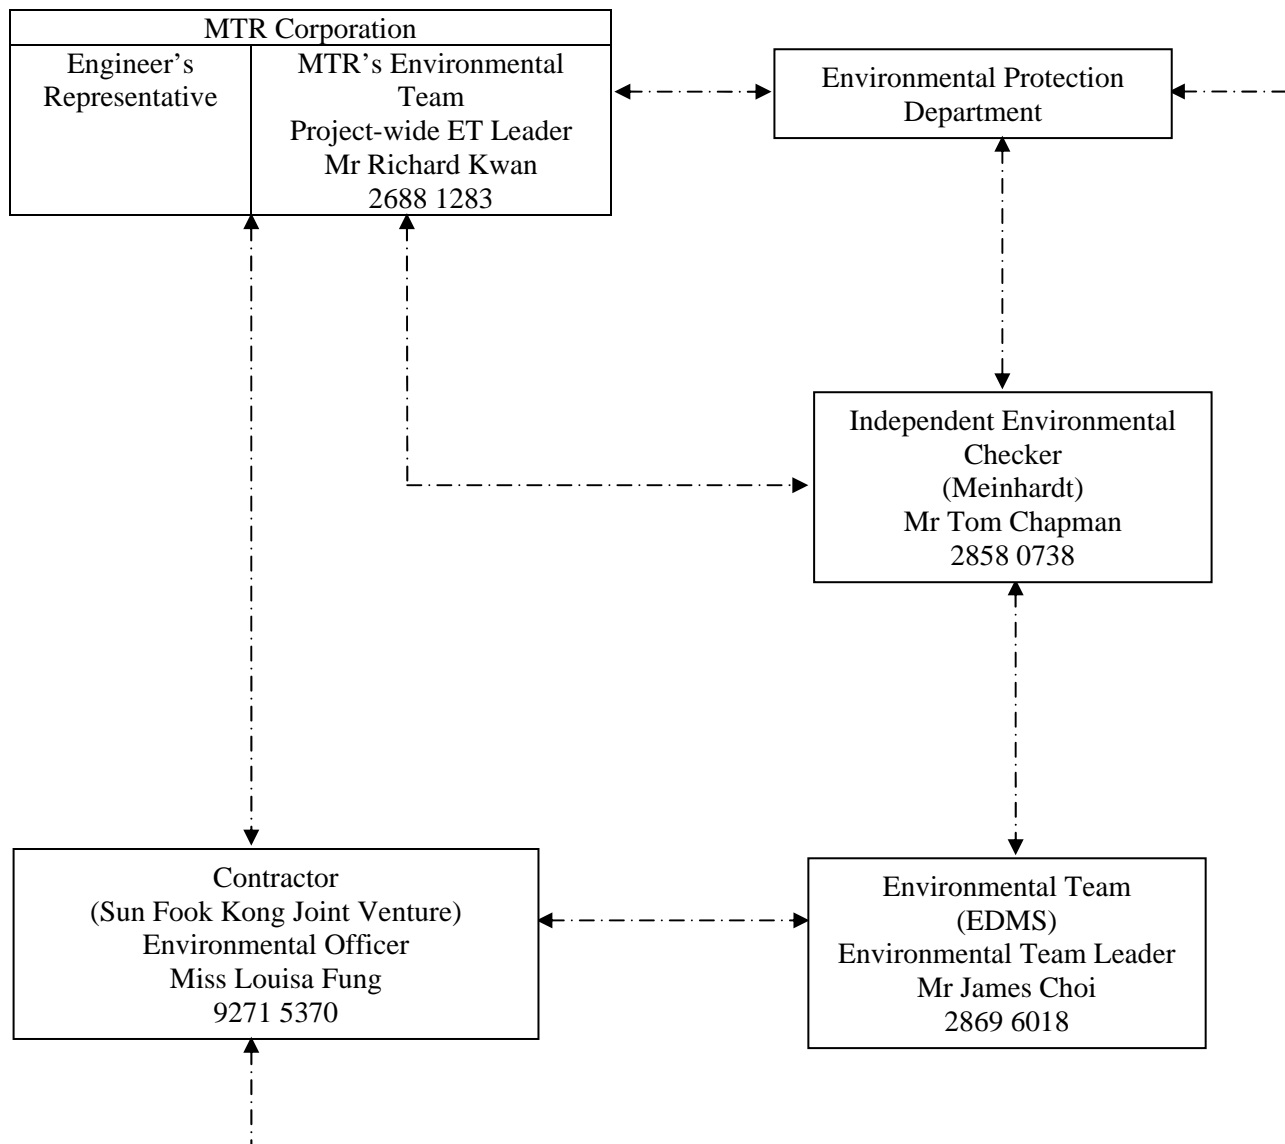 MTR Corporation
Engineer's
Representative
MTR's Environmental
Team
Project-wide ET Leader
Mr Richard Kwan
2688 1283
Environmental Protection
Department
Independent Environmental
Checker
(Meinhardt)
Mr Tom Chapman
2858 0738
Contractor
(Sun Fook Kong Joint Venture)
Environmental Officer
Miss Louisa Fung
9271 5370
Environmental Team
(EDMS)
Environmental Team Leader
Mr James Choi
2869 6018